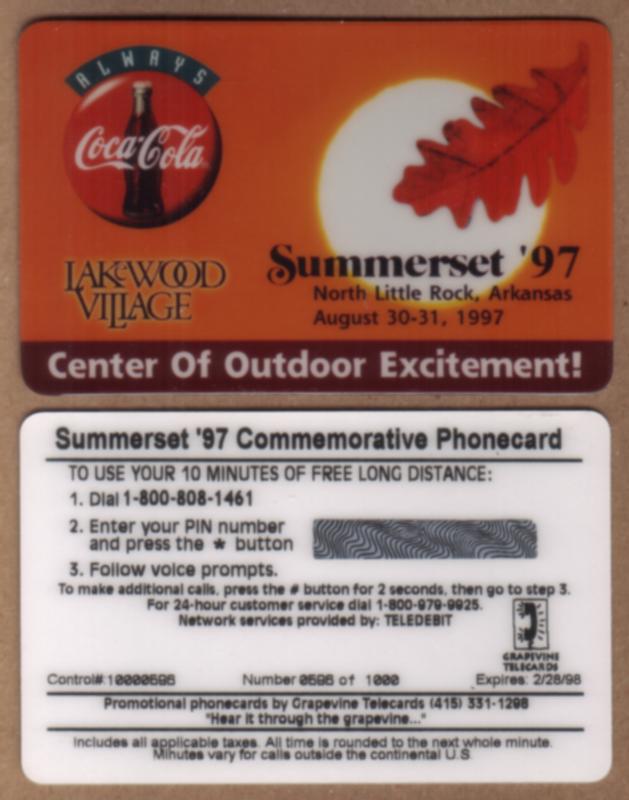 ALWAYS
Coca-Cola
LAKEWOOD
VILLAGE
Summerset '97
North Little Rock, Arkansas
August 30-31, 1997
Center Of Outdoor Excitement!
Summerset '97 Commemorative Phonecard
TO USE YOUR 10 MINUTES OF FREE LONG DISTANCE:
1. Dial 1-800-808-1461
2. Enter your PIN number
and press the * button
3. Follow voice prompts.
To make additional calls, press the # button for 2 seconds, then go to step 3.
For 24-hour customer service dial 1-800-979-9925.
Network services provided by: TELEDEBIT
GRAPEVINE
TELECARDS
Control#:10000596 Number 0596 of 1000 Expires: 2/28/98
Promotional phonecards by Grapevine Telecards (415) 331-1298
"Hear it through the grapevine..."
Includes all applicable taxes. All time is rounded to the next whole minute.
Minutes vary for calls outside the continental U.S.